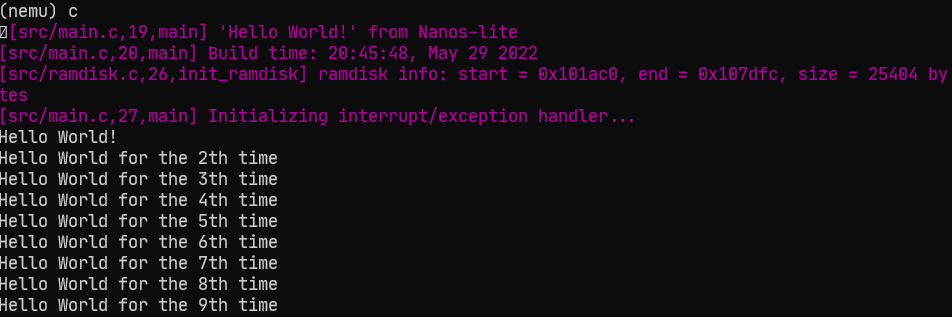 (nemu) c
[src/main.c,19,main] 'Hello World!' from Nanos-lite
[src/main.c,20,main] Build time: 20:45:48, May 29 2022
[src/ramdisk.c,26,init_ramdisk] ramdisk info: start = 0x101ac0, end = 0x107dfc, size = 25404 by
tes
[src/main.c,27,main] Initializing interrupt/exception handler...
Hello World!
Hello World for the 2th time
Hello World for the 3th time
Hello World for the 4th time
Hello World for the 5th time
Hello World for the 6th time
Hello World for the 7th time
Hello World for the 8th time
Hello World for the 9th time